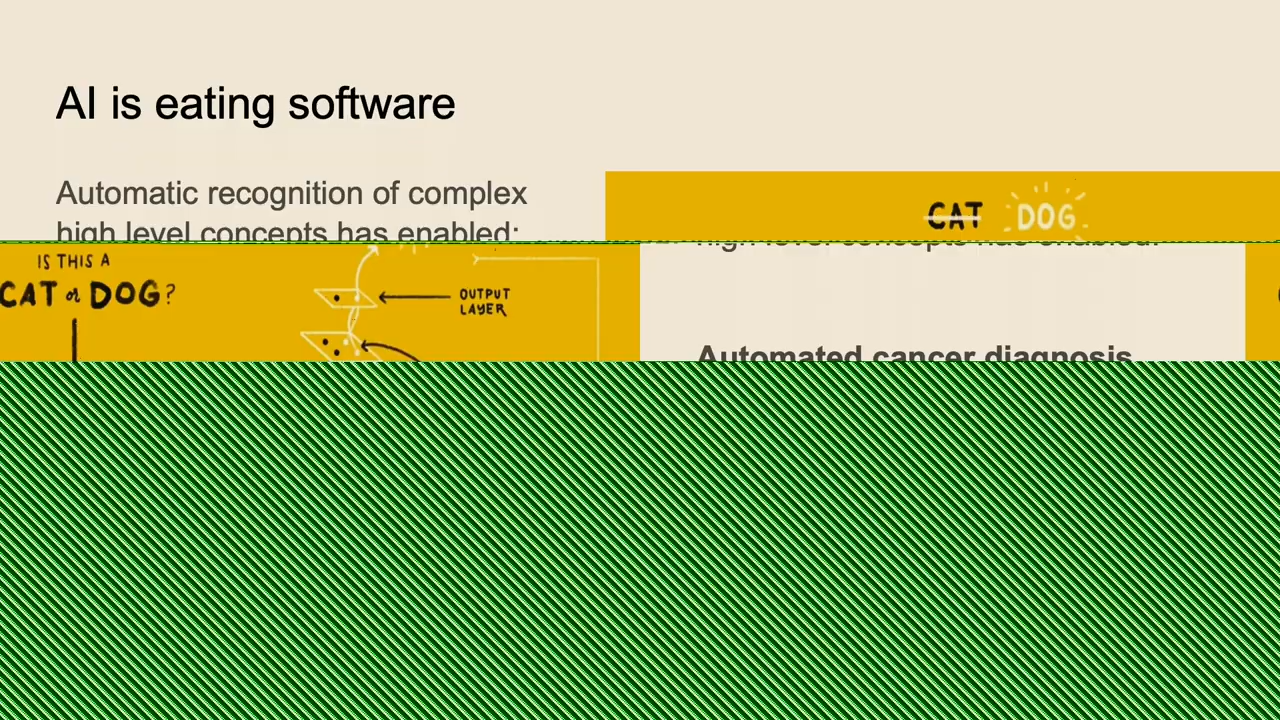 AI is eating software
Automatic recognition of complex
high level concepts has enabled:
CAT DOG
IS THIS A
CAT or DOG?
OUTPUT
LAYER
Automated cancer diagnosis